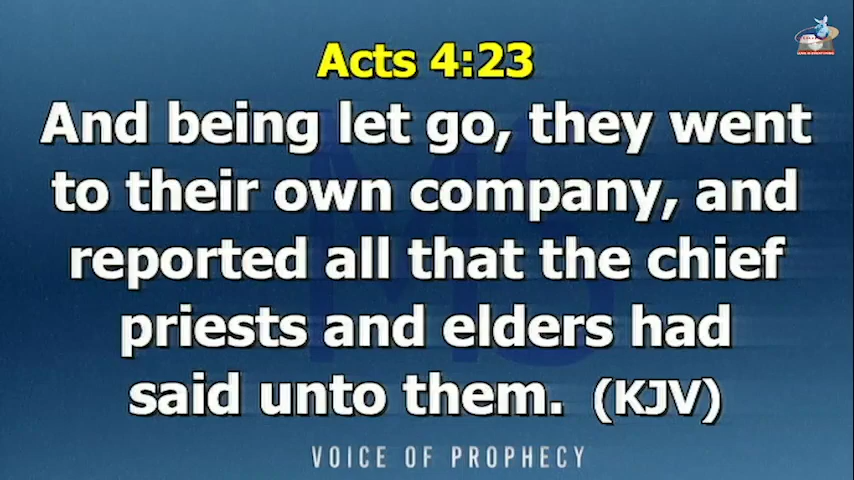 Acts 4:23
And being let go, they went
to their own company, and
reported all that the chief
priests and elders had
said unto them. (KJV)
VOICE OF PROPHECY